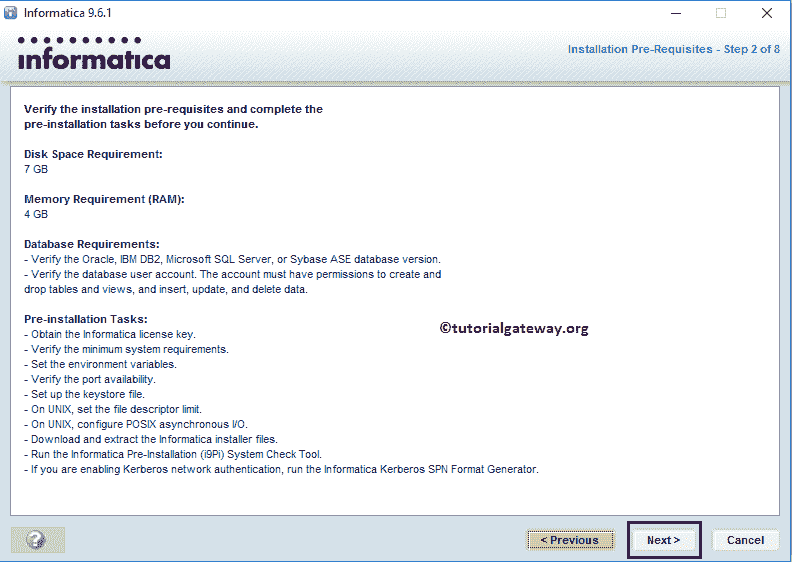 Informatica 9.6.1
informatica
Installation Pre-Requisites - Step 2 of 8
Verify the installation pre-requisites and complete the
pre-installation tasks before you continue.
Disk Space Requirement:
7 GB
Memory Requirement (RAM):
4 GB
Database Requirements:
- Verify the Oracle, IBM DB2, Microsoft SQL Server, or Sybase ASE database version.
- Verify the database user account. The account must have permissions to create and
drop tables and views, and insert, update, and delete data.
Pre-installation Tasks:
- Obtain the Informatica license key.
- Verify the minimum system requirements.
- Set the environment variables.
- Verify the port availability.
- Set up the keystore file.
- On UNIX, set the file descriptor limit.
- On UNIX, configure POSIX asynchronous I/O.
- Download and extract the Informatica installer files.
- Run the Informatica Pre-Installation (i9Pi) System Check Tool.
- If you are enabling Kerberos network authentication, run the Informatica Kerberos SPN Format Generator.
©tutorialgateway.org
?
< Previous
Next >
Cancel